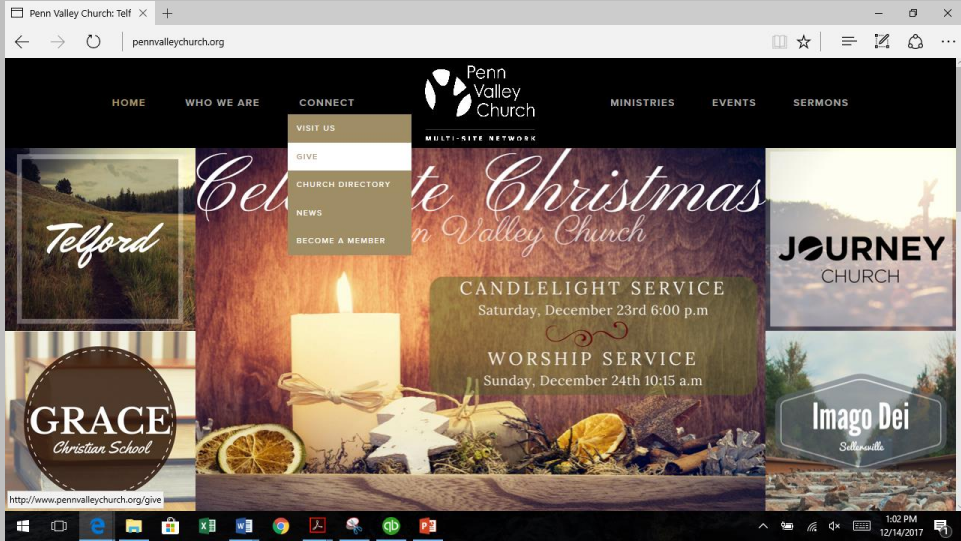 Penn Valley Church: Telf
pennvalleychurch.org
HOME
WHO WE ARE
CONNECT
Penn
Valley
Church
MULTI-SITE NETWORK
MINISTRIES
EVENTS
SERMONS
VISIT US
GIVE
CHURCH DIRECTORY
NEWS
BECOME A MEMBER
Telford
Cel te Christmas
n Valley Church
CANDLELIGHT SERVICE
Saturday, December 23rd 6:00 p.m
WORSHIP SERVICE
Sunday, December 24th 10:15 a.m
JOURNEY
CHURCH
GRACE
Christian School
Imago Dei
Sellersville
http://www.pennvalleychurch.org/give
1:02 PM
12/14/2017